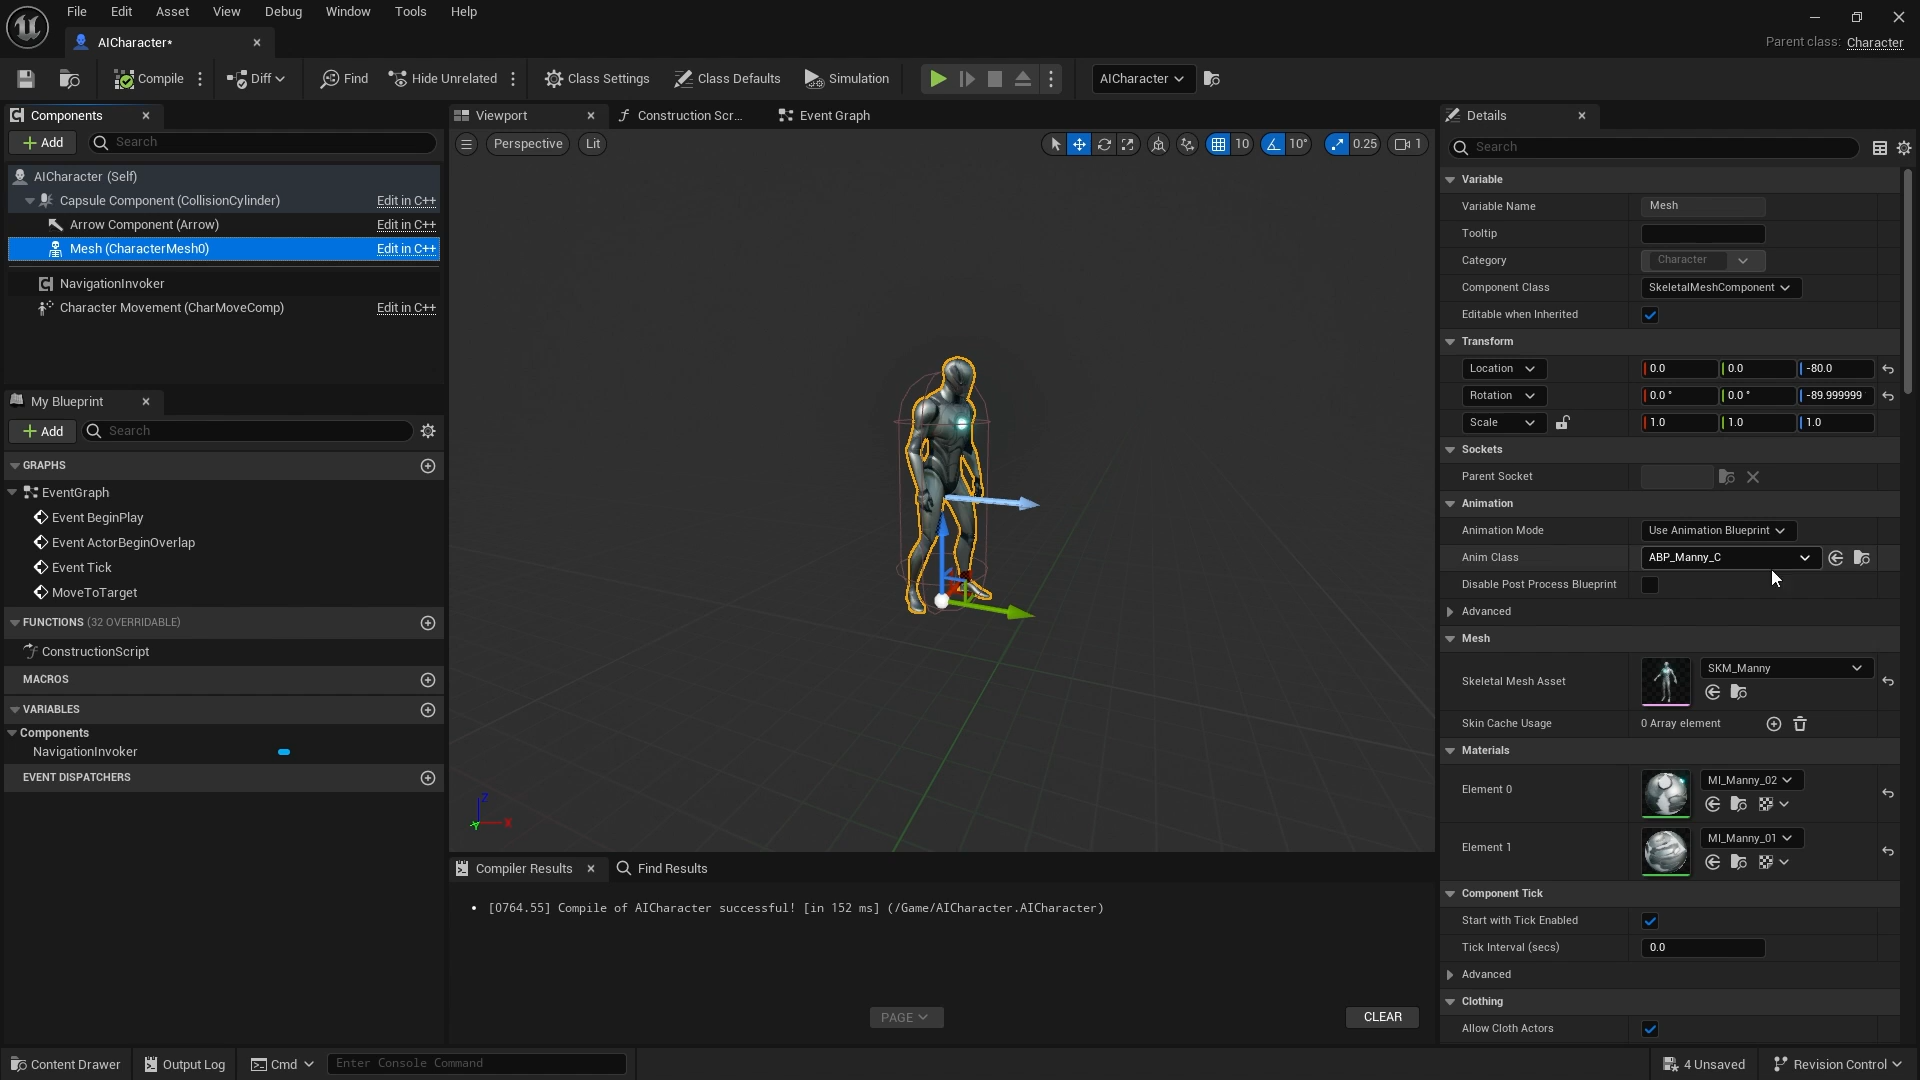 File Edit Asset View Debug Window Tools Help
AICharacter*
Parent class: Character
Compile Diff Find Hide Unrelated Class Settings Class Defaults Simulation AICharacter
Components
Add Search
AICharacter (Self)
Capsule Component (CollisionCylinder) Edit in C++
Arrow Component (Arrow) Edit in C++
Mesh (CharacterMesh0) Edit in C++
NavigationInvoker
Character Movement (CharMoveComp) Edit in C++
My Blueprint
Add Search
GRAPHS
EventGraph
Event BeginPlay
Event ActorBeginOverlap
Event Tick
MoveToTarget
FUNCTIONS (32 OVERRIDABLE)
ConstructionScript
MACROS
VARIABLES
Components
NavigationInvoker
EVENT DISPATCHERS
Viewport Construction Scr... Event Graph
Perspective Lit 10 10° 0.25 1
Z
X
Y
Compiler Results Find Results
• [0764.55] Compile of AICharacter successful! [in 152 ms] (/Game/AICharacter.AICharacter)
PAGE CLEAR
Details
Search
Variable
Variable Name Mesh
Tooltip
Category Character
Component Class SkeletalMeshComponent
Editable when Inherited
Transform
Location 0.0 0.0 -80.0
Rotation 0.0 ° 0.0 ° -89.999999
Scale 1.0 1.0 1.0
Sockets
Parent Socket
Animation
Animation Mode Use Animation Blueprint
Anim Class ABP_Manny_C
Disable Post Process Blueprint
Advanced
Mesh
Skeletal Mesh Asset SKM_Manny
Skin Cache Usage 0 Array element
Materials
Element 0 MI_Manny_02
Element 1 MI_Manny_01
Component Tick
Start with Tick Enabled
Tick Interval (secs) 0.0
Advanced
Clothing
Allow Cloth Actors
Content Drawer Output Log Cmd Enter Console Command 4 Unsaved Revision Control